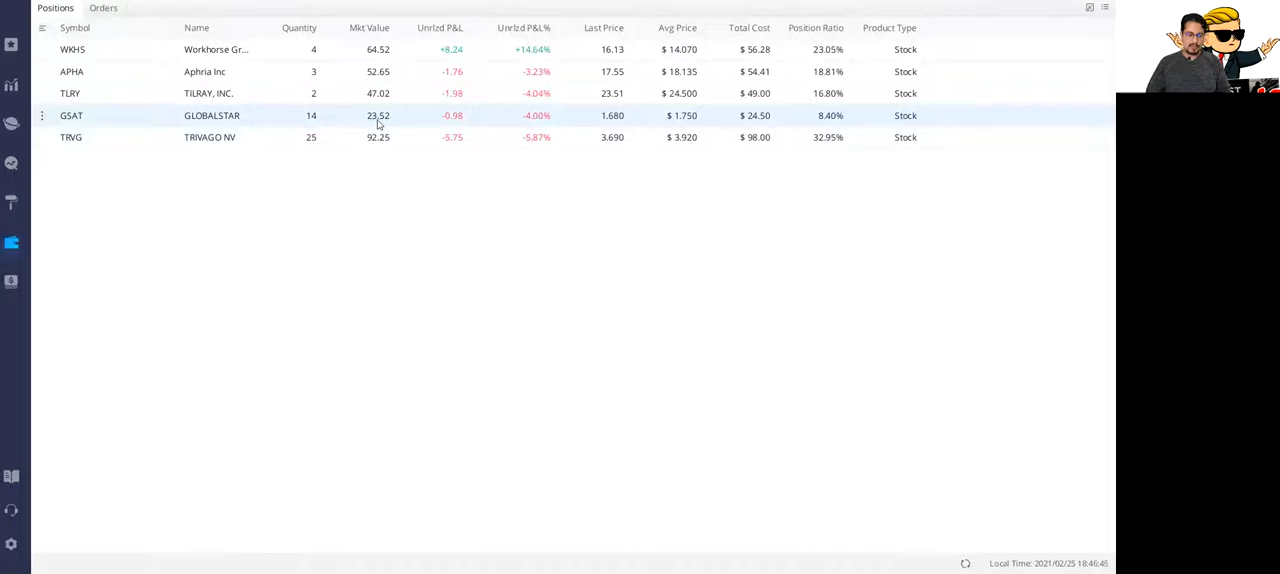 Positions Orders
Symbol Name Quantity Mkt Value Unrlzd P&L Unrlzd P&L% Last Price Avg Price Total Cost Position Ratio Product Type
WKHS Workhorse Gr... 4 64.52 +8.24 +14.64% 16.13 $ 14.070 $ 56.28 23.05% Stock
APHA Aphria Inc 3 52.65 -1.76 -3.23% 17.55 $ 18.135 $ 54.41 18.81% Stock
TLRY TILRAY, INC. 2 47.02 -1.98 -4.04% 23.51 $ 24.500 $ 49.00 16.80% Stock
GSAT GLOBALSTAR 14 23.52 -0.98 -4.00% 1.680 $ 1.750 $ 24.50 8.40% Stock
TRVG TRIVAGO NV 25 92.25 -5.75 -5.87% 3.690 $ 3.920 $ 98.00 32.95% Stock
ST
Local Time: 2021/02/25 18:46:45